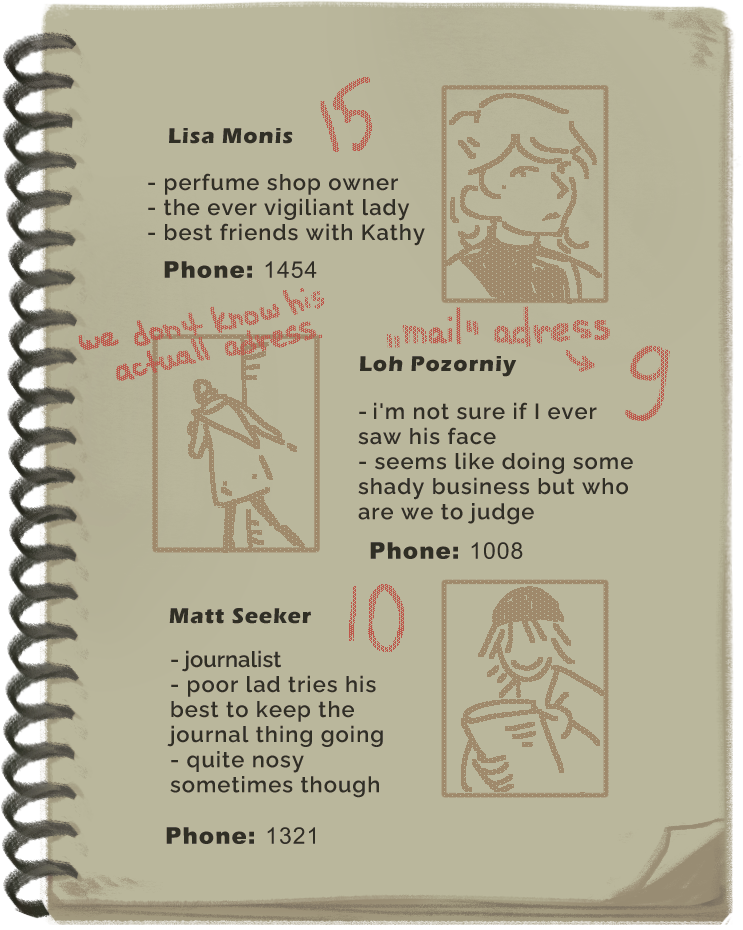 Lisa Monis
15
- perfume shop owner
- the ever vigiliant lady
- best friends with Kathy
Phone: 1454
we don't know his
actuall adress
"mail" adress
Loh Pozorniy
9
- i'm not sure if I ever
saw his face
- seems like doing some
shady business but who
are we to judge
Phone: 1008
Matt Seeker
10
- journalist
- poor lad tries his
best to keep the
journal thing going
- quite nosy
sometimes though
Phone: 1321